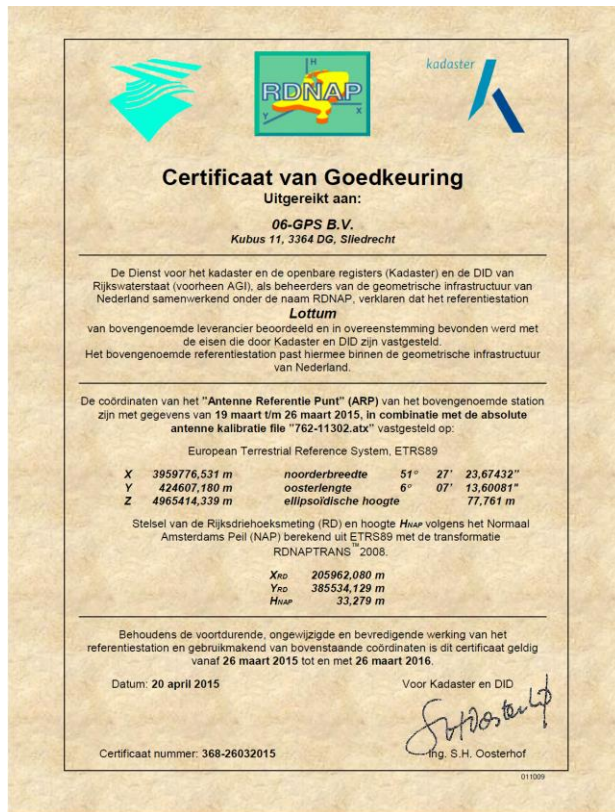 H
RDNAP
Y
X
kadaster
Certificaat van Goedkeuring
Uitgereikt aan:
06-GPS B.V.
Kubus 11, 3364 DG, Sliedrecht
De Dienst voor het kadaster en de openbare registers (Kadaster) en de DID van
Rijkswaterstaat (voorheen AGI), als beheerders van de geometrische infrastructuur van
Nederland samenwerkend onder de naam RDNAP, verklaren dat het referentiestation
Lottum
van bovengenoemde leverancier beoordeeld en in overeenstemming bevonden werd met
de eisen die door Kadaster en DID zijn vastgesteld.
Het bovengenoemde referentiestation past hiermee binnen de geometrische infrastructuur
van Nederland.
De coördinaten van het "Antenne Referentie Punt" (ARP) van het bovengenoemde station
zijn met gegevens van 19 maart t/m 26 maart 2015, in combinatie met de absolute
antenne kalibratie file "762-11302.atx" vastgesteld op:
European Terrestrial Reference System, ETRS89
X 3959776,531 m noorderbreedte 51° 27' 23,67432"
Y 424607,180 m oosterlengte 6° 07' 13,60081"
Z 4965414,339 m ellipsoïdische hoogte 77,761 m
Stelsel van de Rijksdriehoeksmeting (RD) en hoogte HNAP volgens het Normaal
Amsterdams Peil (NAP) berekend uit ETRS89 met de transformatie
RDNAPTRANS™2008.
XRD 205962,080 m
YRD 385534,129 m
HNAP 33,279 m
Behoudens de voortdurende, ongewijzigde en bevredigende werking van het
referentiestation en gebruikmakend van bovenstaande coördinaten is dit certificaat geldig
vanaf 26 maart 2015 tot en met 26 maart 2016.
Datum: 20 april 2015 Voor Kadaster en DID
Certificaat nummer: 368-26032015 Ing. S.H. Oosterhof
011009